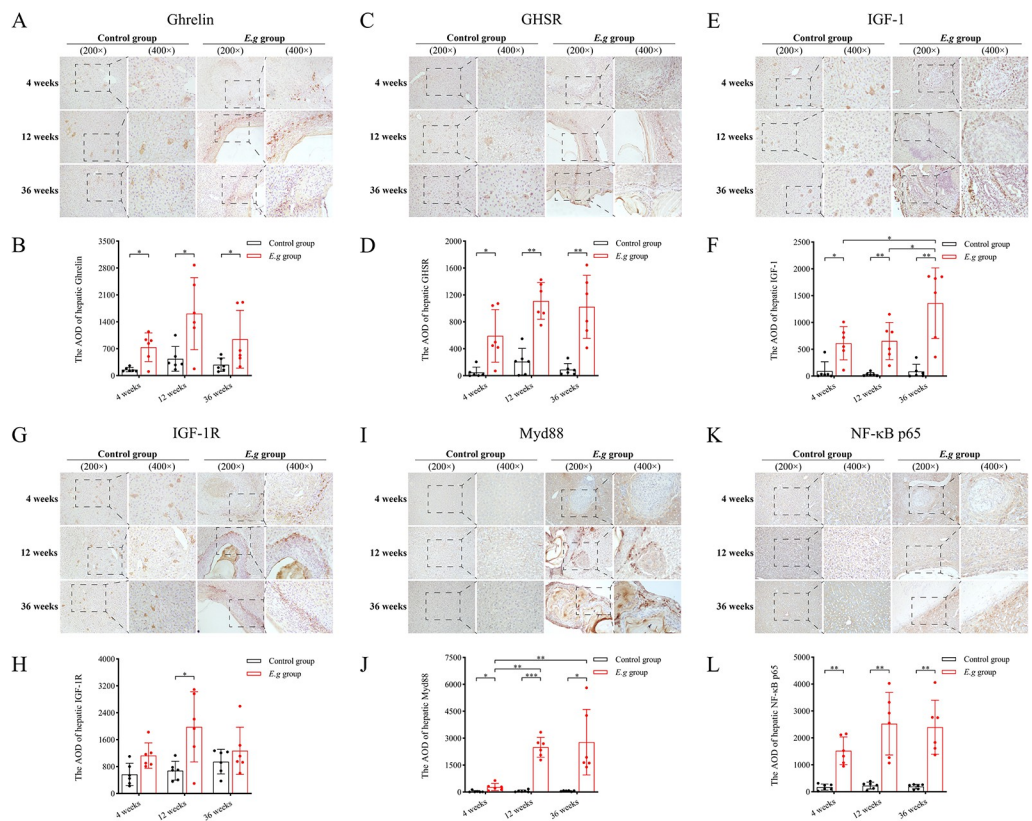 A Ghrelin
Control group E.g group
(200×) (400×) (200×) (400×)
4 weeks
12 weeks
36 weeks
C GHSR
Control group E.g group
(200×) (400×) (200×) (400×)
4 weeks
12 weeks
36 weeks
E IGF-1
Control group E.g group
(200×) (400×) (200×) (400×)
4 weeks
12 weeks
36 weeks
B
The AOD of hepatic Ghrelin
3500
2800
2100
1400
700
0
* * *
Control group
E.g group
4 weeks 12 weeks 36 weeks
D
The AOD of hepatic GHSR
2000
1600
1200
800
400
0
* ** **
Control group
E.g group
4 weeks 12 weeks 36 weeks
F
The AOD of hepatic IGF-1
2500
2000
1500
1000
500
0
*
*
* ** **
Control group
E.g group
4 weeks 12 weeks 36 weeks
G IGF-1R
Control group E.g group
(200×) (400×) (200×) (400×)
4 weeks
12 weeks
36 weeks
I Myd88
Control group E.g group
(200×) (400×) (200×) (400×)
4 weeks
12 weeks
36 weeks
K NF-κB p65
Control group E.g group
(200×) (400×) (200×) (400×)
4 weeks
12 weeks
36 weeks
H
The AOD of hepatic IGF-1R
4000
3200
2400
1600
800
0
*
Control group
E.g group
4 weeks 12 weeks 36 weeks
J
The AOD of hepatic Myd88
7500
6000
4500
3000
1500
0
**
**
* *** *
Control group
E.g group
4 weeks 12 weeks 36 weeks
L
The AOD of hepatic NF-κB p65
5000
4000
3000
2000
1000
0
** ** **
Control group
E.g group
4 weeks 12 weeks 36 weeks